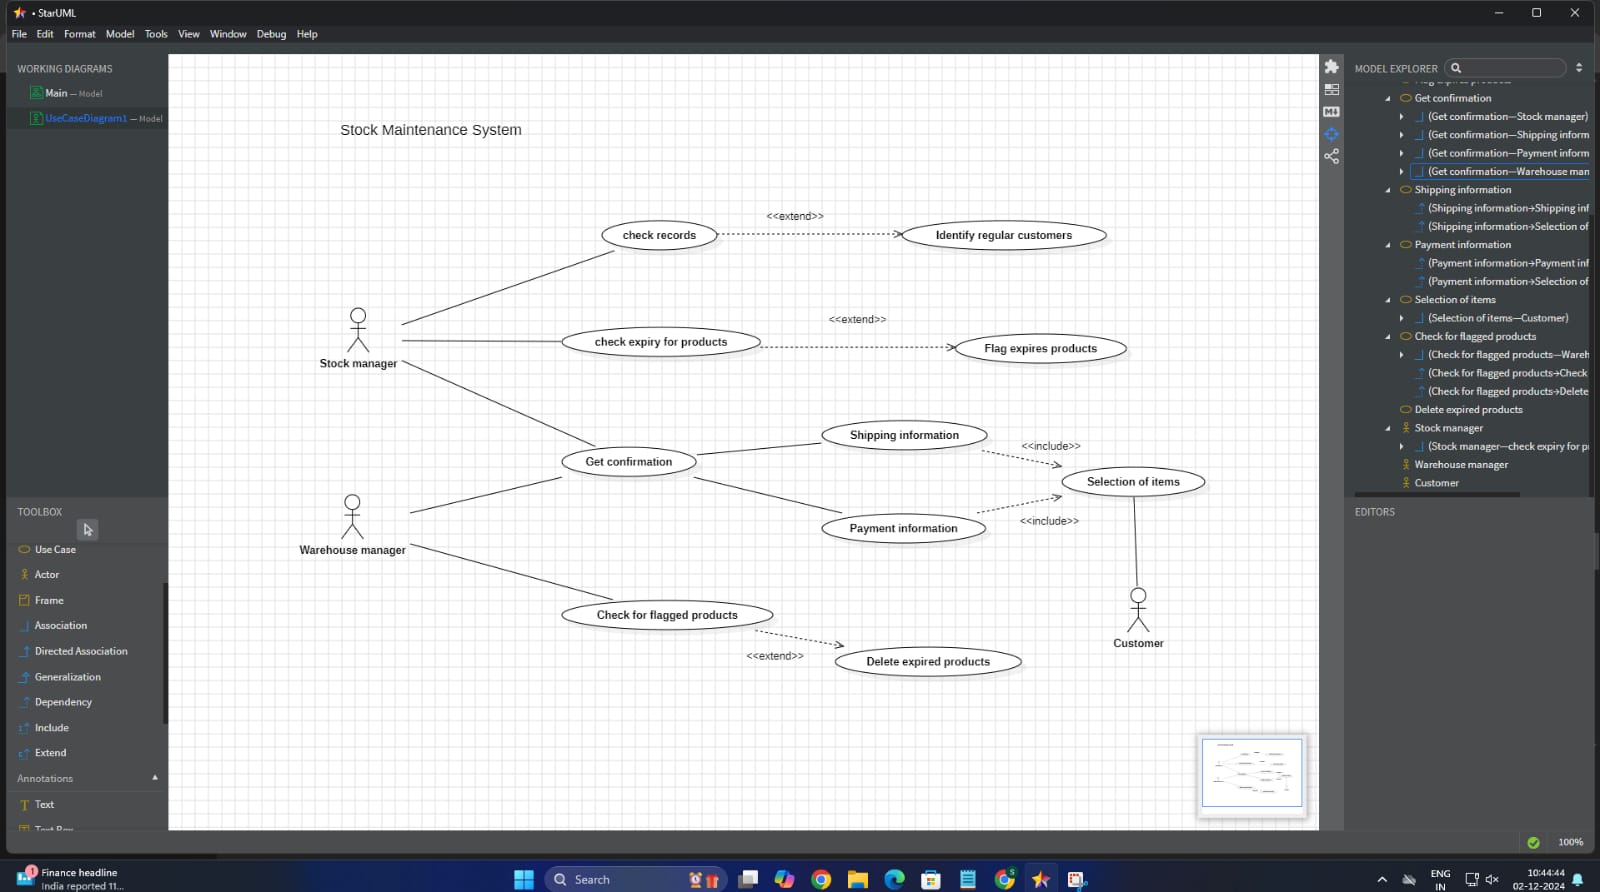 • StarUML
File Edit Format Model Tools View Window Debug Help
WORKING DIAGRAMS
Main — Model
UseCaseDiagram1 — Model
TOOLBOX
Use Case
Actor
Frame
Association
Directed Association
Generalization
Dependency
Include
Extend
Annotations
Text
Text Box
Stock Maintenance System
<<extend>>
check records
Identify regular customers
<<extend>>
check expiry for products
Flag expires products
Stock manager
Shipping information
<<include>>
Get confirmation
Selection of items
Payment information
<<include>>
Warehouse manager
Check for flagged products
<<extend>>
Delete expired products
Customer
MODEL EXPLORER
Flag expires products
Get confirmation
(Get confirmation—Stock manager)
(Get confirmation—Shipping inform
(Get confirmation—Payment inform
(Get confirmation—Warehouse man
Shipping information
(Shipping information→Shipping inf
(Shipping information→Selection of
Payment information
(Payment information→Payment inf
(Payment information→Selection of
Selection of items
(Selection of items—Customer)
Check for flagged products
(Check for flagged products—Wareh
(Check for flagged products→Check
(Check for flagged products→Delete
Delete expired products
Stock manager
(Stock manager—check expiry for p
Warehouse manager
Customer
EDITORS
100%
1
Finance headline
India reported 11...
Search
ENG
IN
10:44:44
02-12-2024